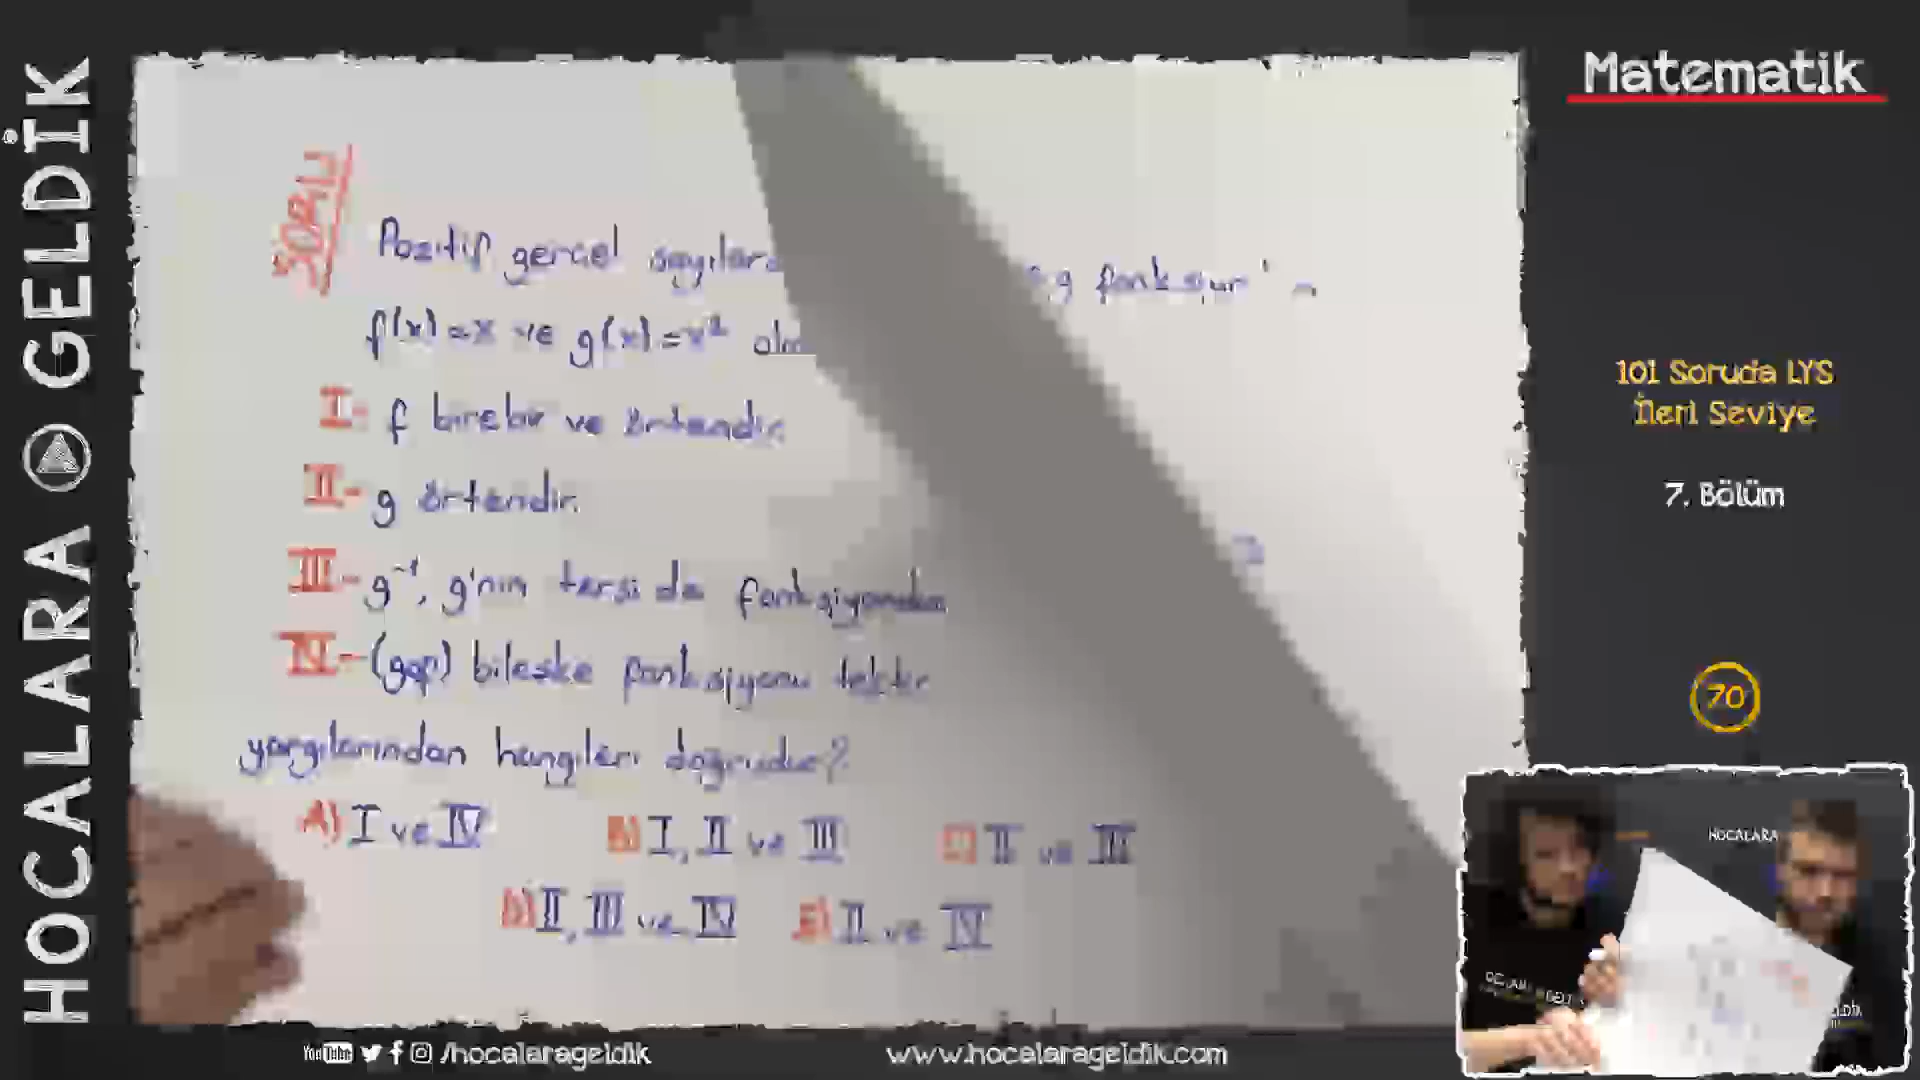 HOCALARA GELDİK
Matematik
101 Soruda LYS
İleri Seviye
7. Bölüm
70
SORU
Pozitif gerçel g
f(x)=x ve g(x)=x²
I- f birebir ve örtendir.
II- g örtendir.
III- g⁻¹, g'nin tersi de fonksiyondur
IV- (gof) bileşke fonksiyonu tektir
yargılarından hangileri doğrudur?
A) I ve IV B) I, II ve III C) II ve III
D) II, III ve IV E) II ve IV
HOCALARA
You Tube /hocalarageldik
www.hocalarageldik.com